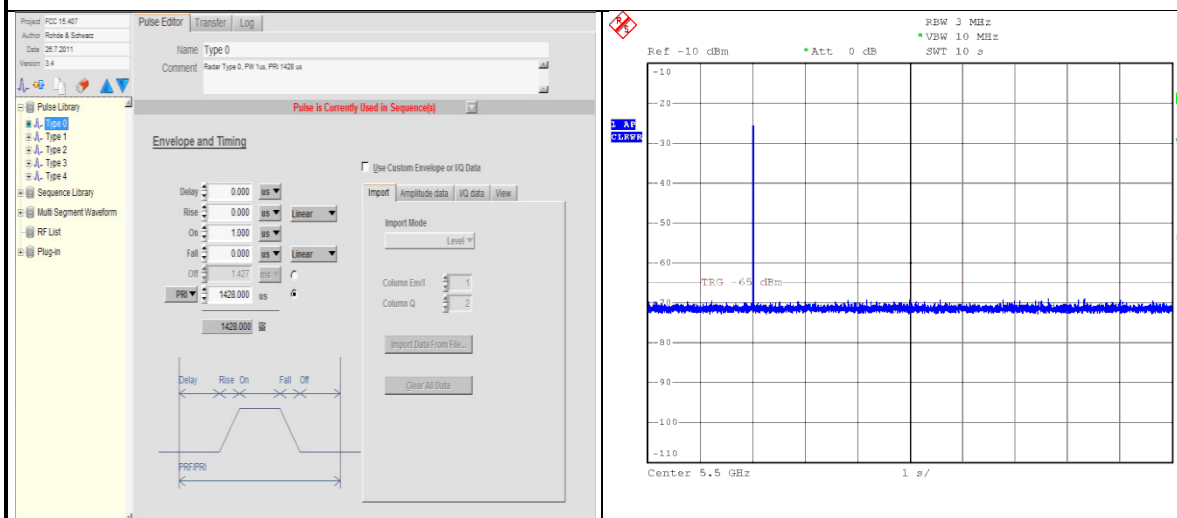 Project FCC 15.407
Author Rohde & Schwarz
Date 26.7.2011
Version 3.4
Pulse Library
Type 0
Type 1
Type 2
Type 3
Type 4
Sequence Library
Multi Segment Waveform
RF List
Plug-in
Pulse Editor Transfer Log
Name Type 0
Comment Radar Type 0, PW 1us, PRI 1428 us
Pulse is Currently Used in Sequence(s)
Envelope and Timing
Use Custom Envelope or I/Q Data
Delay 0.000 us
Rise 0.000 us Linear
On 1.000 us
Fall 0.000 us Linear
Off 1.427 ms
PRI 1428.000 us
1428.000
Import Amplitude data I/Q data View
Import Mode
Level
Column Env/I 1
Column Q 2
Import Data From File...
Clear All Data
Delay Rise On Fall Off
PRF/PRI
R S
RBW 3 MHz
VBW 10 MHz
Ref -10 dBm Att 0 dB SWT 10 s
1 AP
CLRWR
-10
-20
-30
-40
-50
-60
TRG -65 dBm
-70
-80
-90
-100
-110
Center 5.5 GHz 1 s/